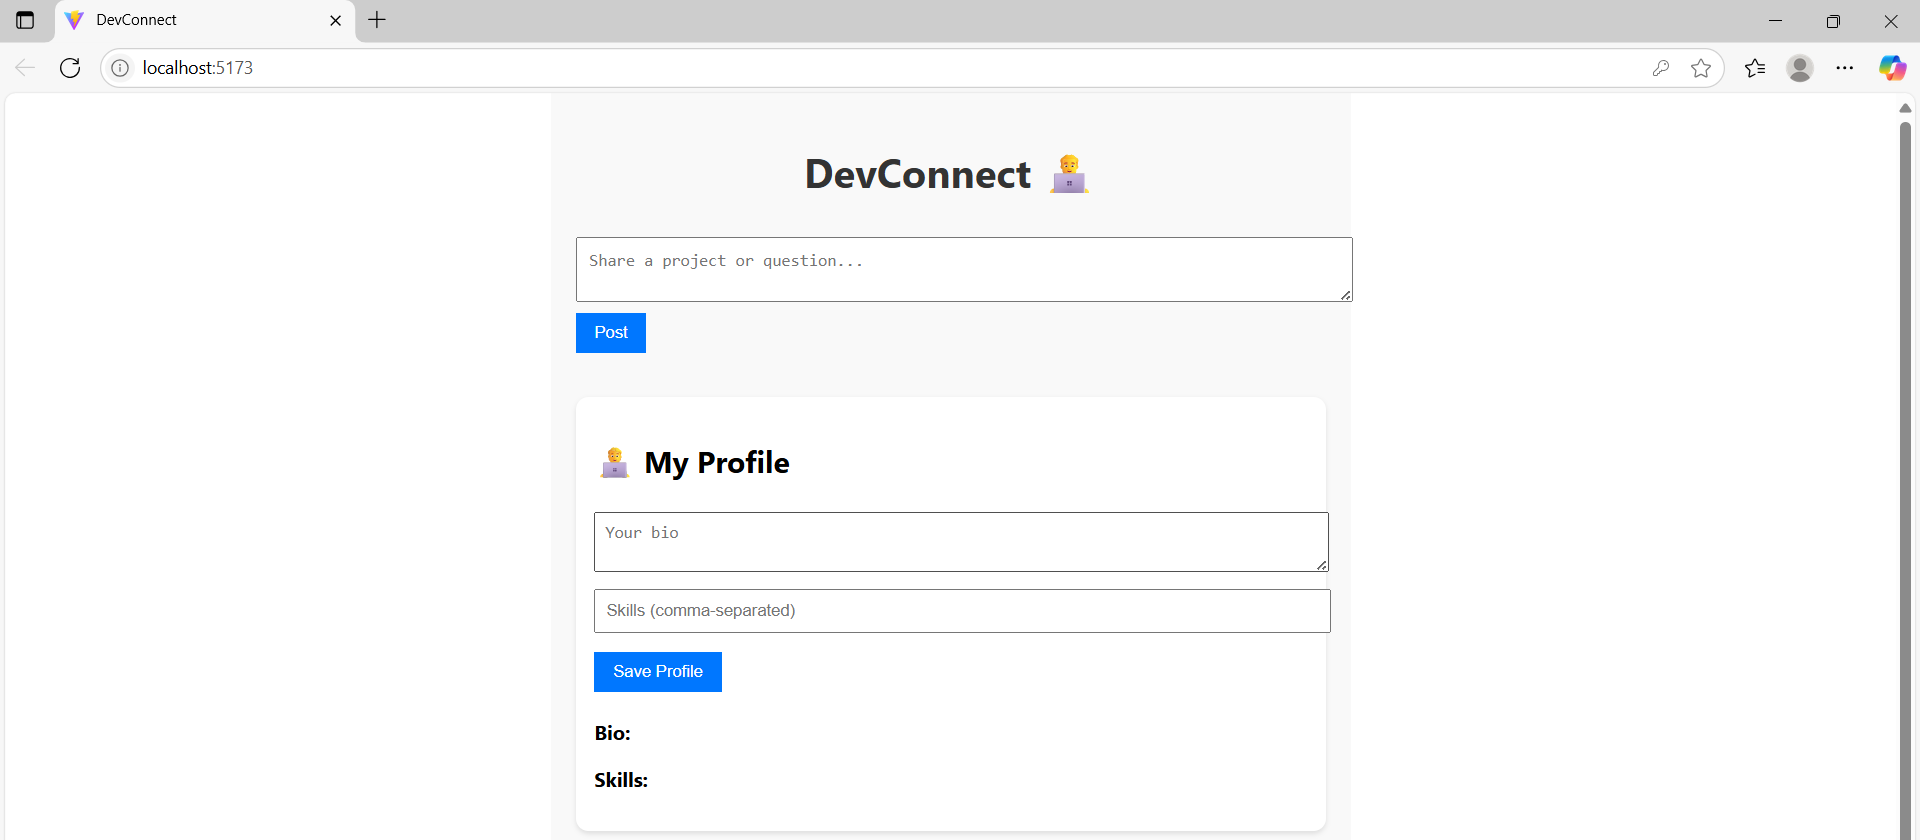 DevConnect
localhost:5173
DevConnect
Share a project or question...
Post
My Profile
Your bio
Skills (comma-separated)
Save Profile
Bio:
Skills: